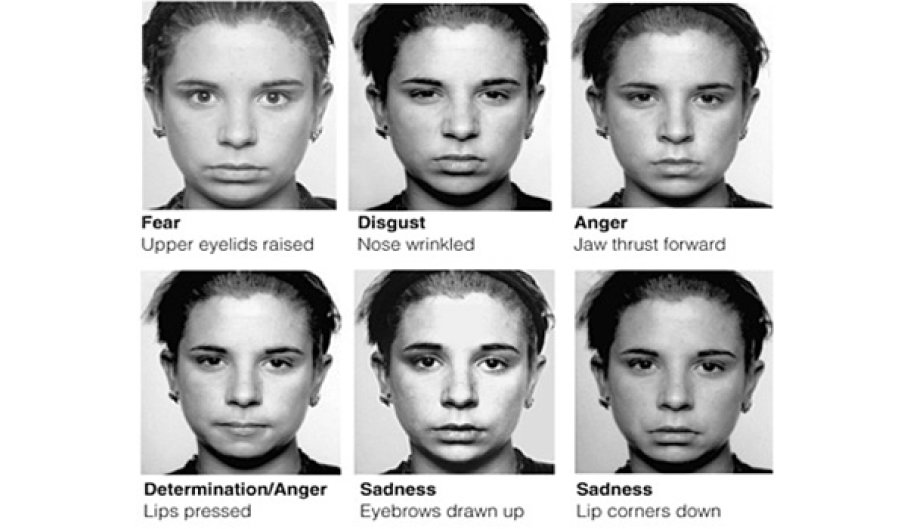 Fear
Upper eyelids raised
Disgust
Nose wrinkled
Anger
Jaw thrust forward
Determination/Anger
Lips pressed
Sadness
Eyebrows drawn up
Sadness
Lip corners down